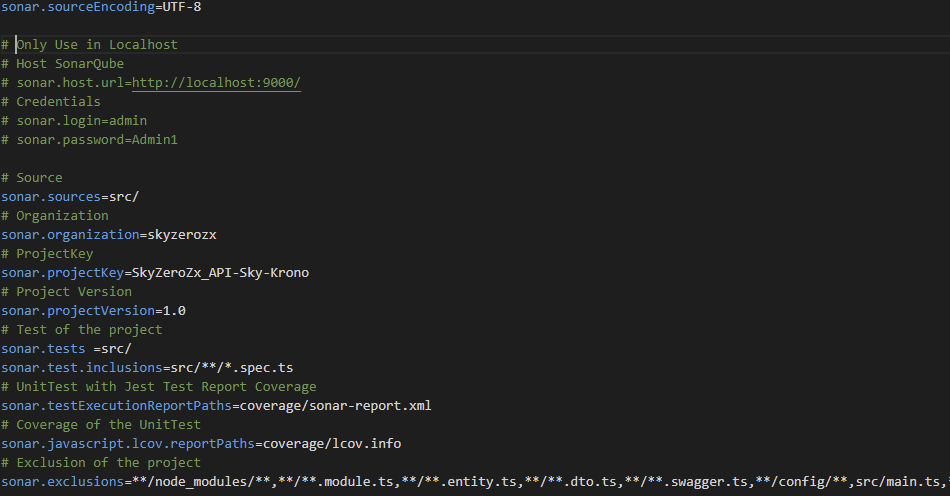 sonar.sourceEncoding=UTF-8
# Only Use in Localhost
# Host SonarQube
# sonar.host.url=http://localhost:9000/
# Credentials
# sonar.login=admin
# sonar.password=Admin1
# Source
sonar.sources=src/
# Organization
sonar.organization=skyzerozx
# ProjectKey
sonar.projectKey=SkyZeroZx_API-Sky-Krono
# Project Version
sonar.projectVersion=1.0
# Test of the project
sonar.tests =src/
sonar.test.inclusions=src/**/*.spec.ts
# UnitTest with Jest Test Report Coverage
sonar.testExecutionReportPaths=coverage/sonar-report.xml
# Coverage of the UnitTest
sonar.javascript.lcov.reportPaths=coverage/lcov.info
# Exclusion of the project
sonar.exclusions=**/node_modules/**,**/**.module.ts,**/**.entity.ts,**/**.dto.ts,**/**.swagger.ts,**/config/**,src/main.ts,